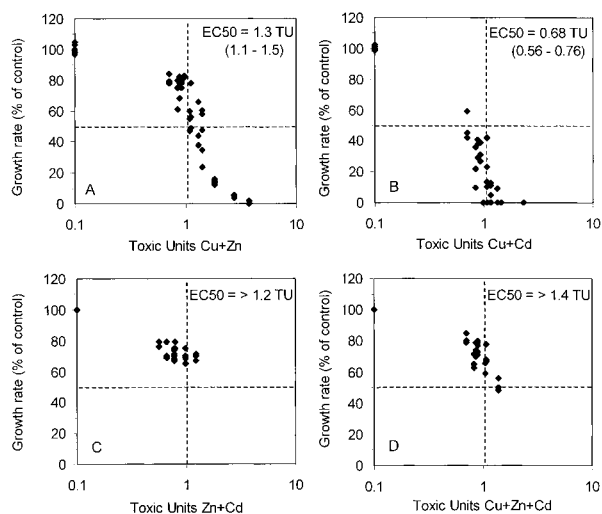 EC50 = 1.3 TU
(1.1 - 1.5)
Growth rate (% of control)
120
100
80
60
40
20
0
A
0.1
1
10
Toxic Units Cu+Zn
EC50 = 0.68 TU
(0.56 - 0.76)
Growth rate (% of control)
120
100
80
60
40
20
0
B
0.1
1
10
Toxic Units Cu+Cd
EC50 = > 1.2 TU
Growth rate (% of control)
120
100
80
60
40
20
0
C
0.1
1
10
Toxic Units Zn+Cd
EC50 = > 1.4 TU
Growth rate (% of control)
120
100
80
60
40
20
0
D
0.1
1
10
Toxic Units Cu+Zn+Cd